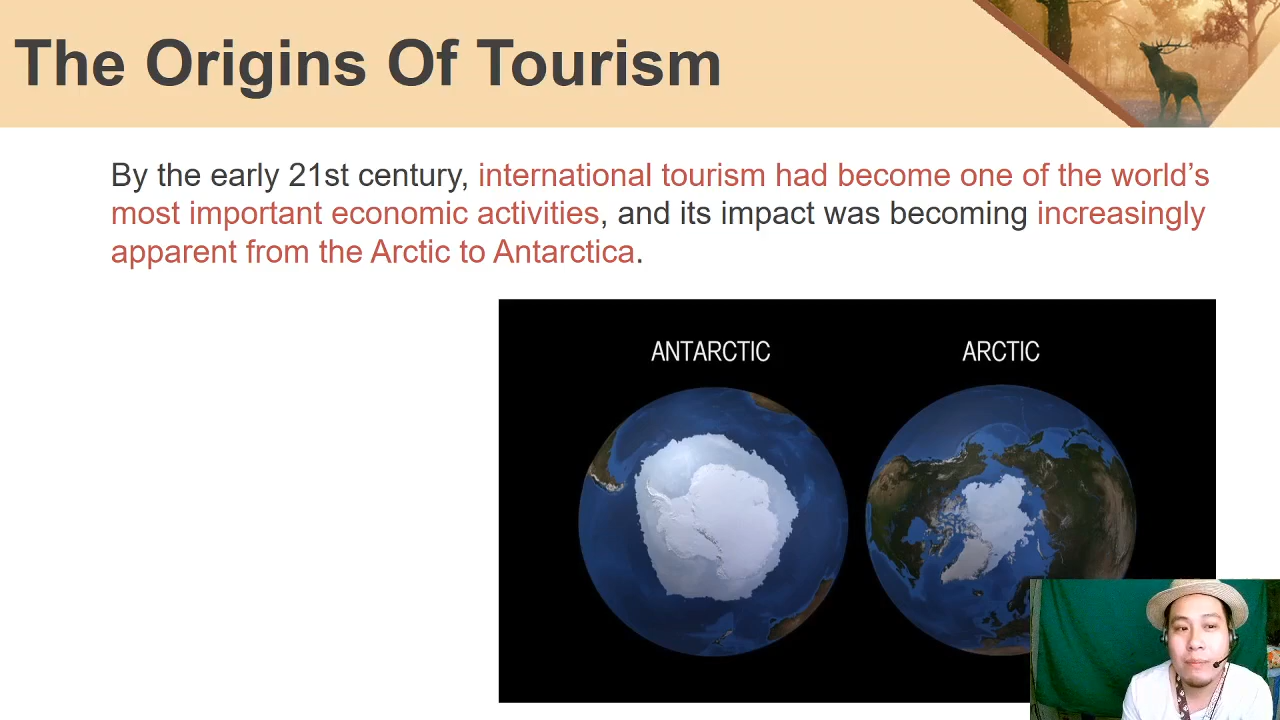 The Origins Of Tourism
By the early 21st century, international tourism had become one of the world’s
most important economic activities, and its impact was becoming increasingly
apparent from the Arctic to Antarctica.
ANTARCTIC
ARCTIC